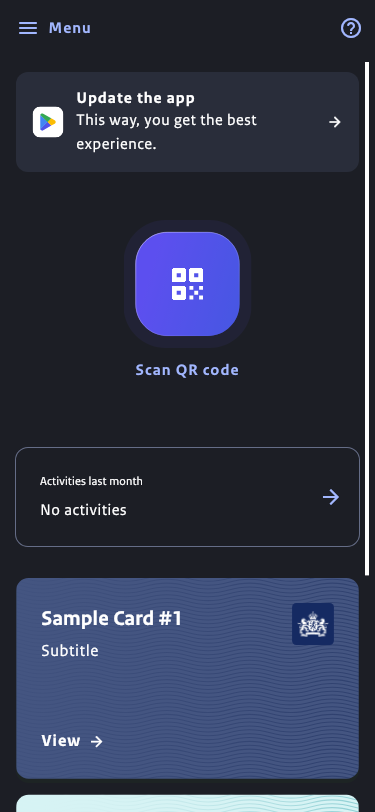 Menu
Update the app
This way, you get the best
experience.
Scan QR code
Activities last month
No activities
Sample Card #1
Subtitle
View